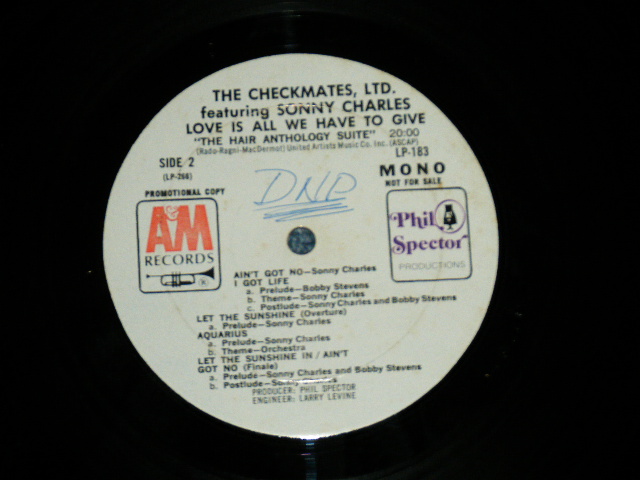 THE CHECKMATES, LTD.
featuring SONNY CHARLES
LOVE IS ALL WE HAVE TO GIVE
"THE HAIR ANTHOLOGY SUITE" 20:00
(Rado-Ragni-MacDermot) United Artists Music Co. Inc. (ASCAP)
LP-183
SIDE 2
(LP-266)
MONO
NOT FOR SALE
PROMOTIONAL COPY
DNP
A&M
RECORDS
Phil
Spector
PRODUCTIONS
AIN'T GOT NO—Sonny Charles
I GOT LIFE
a. Prelude—Bobby Stevens
b. Theme—Sonny Charles
c. Postlude—Sonny Charles and Bobby Stevens
LET THE SUNSHINE (Overture)
a. Prelude—Sonny Charles
AQUARIUS
a. Prelude—Sonny Charles
b. Theme—Orchestra
LET THE SUNSHINE IN / AIN'T
GOT NO (Finale)
a. Prelude—Sonny Charles and Bobby Stevens
b. Postlude—Sonny Charles
PRODUCER: PHIL SPECTOR
ENGINEER: LARRY LEVINE